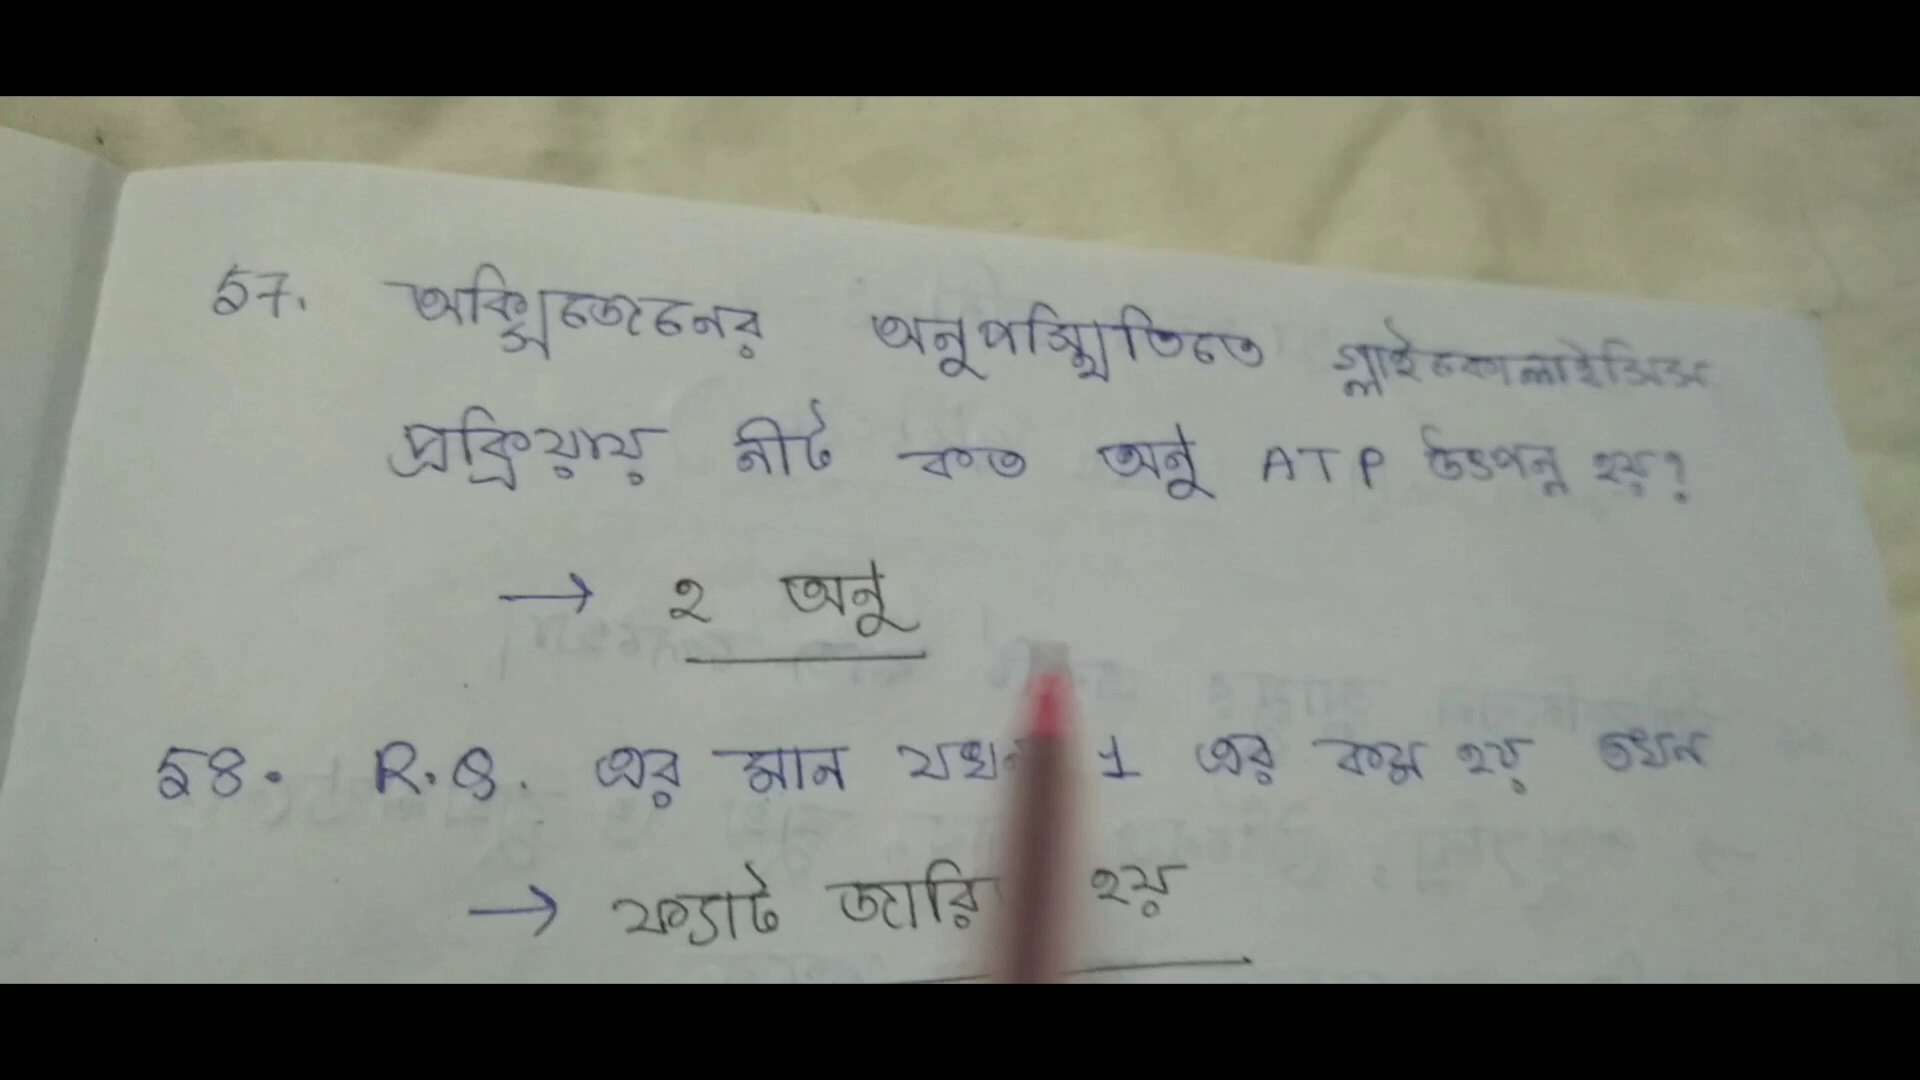 57. অক্সিজেনের অনুপস্থিতিতে গ্লাইকোলাইসিস
প্রক্রিয়ায় নীট কত অনু ATP উৎপন্ন হয়?
→ ২ অনু
58. R.Q. এর মান যখন 1 এর কম হয় তখন
→ ফ্যাট জারিত হয়